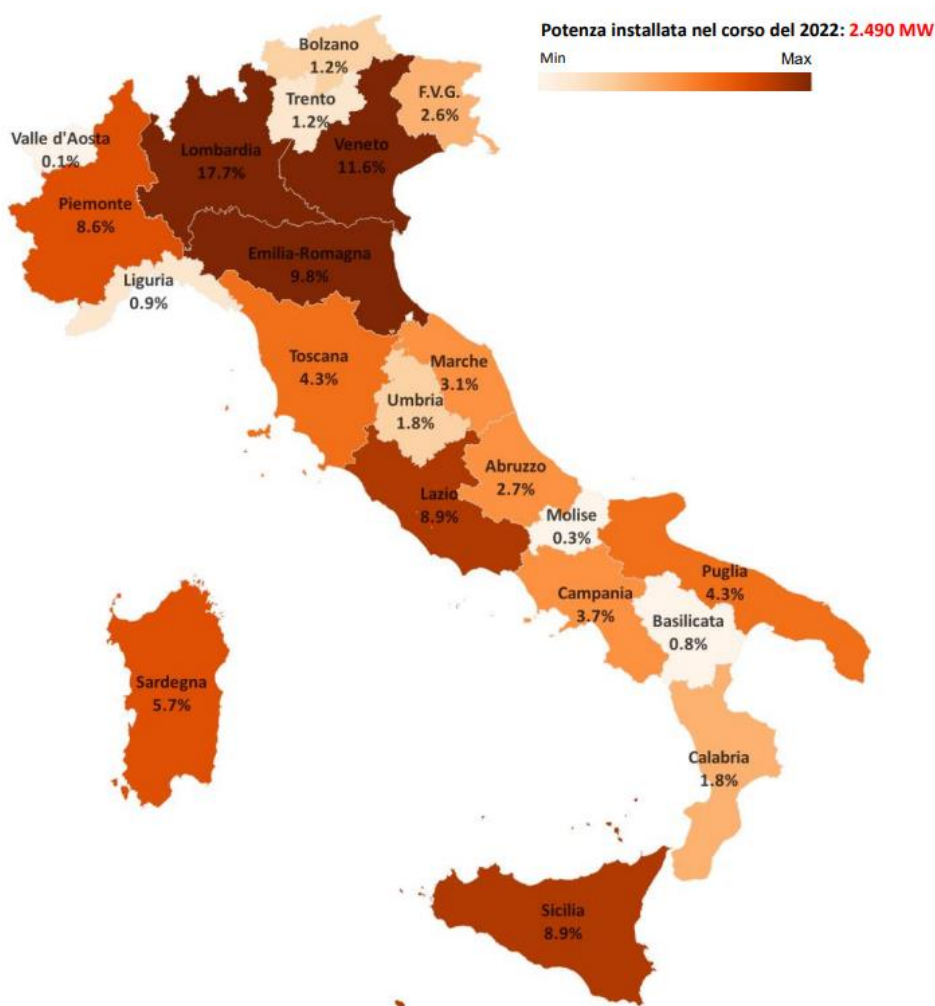 Potenza installata nel corso del 2022: 2.490 MW
Min Max
Bolzano
1.2%
Trento
1.2%
F.V.G.
2.6%
Valle d'Aosta
0.1%
Lombardia
17.7%
Veneto
11.6%
Piemonte
8.6%
Emilia-Romagna
9.8%
Liguria
0.9%
Toscana
4.3%
Marche
3.1%
Umbria
1.8%
Lazio
8.9%
Abruzzo
2.7%
Molise
0.3%
Campania
3.7%
Puglia
4.3%
Basilicata
0.8%
Sardegna
5.7%
Calabria
1.8%
Sicilia
8.9%